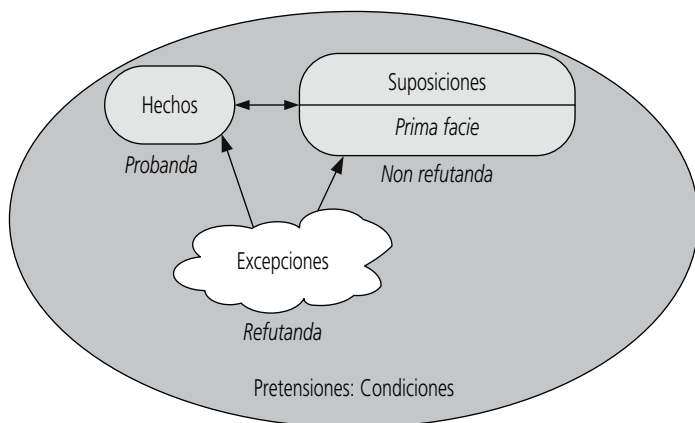 Hechos
Suposiciones
Prima facie
Probanda
Non refutanda
Excepciones
Refutanda
Pretensiones: Condiciones